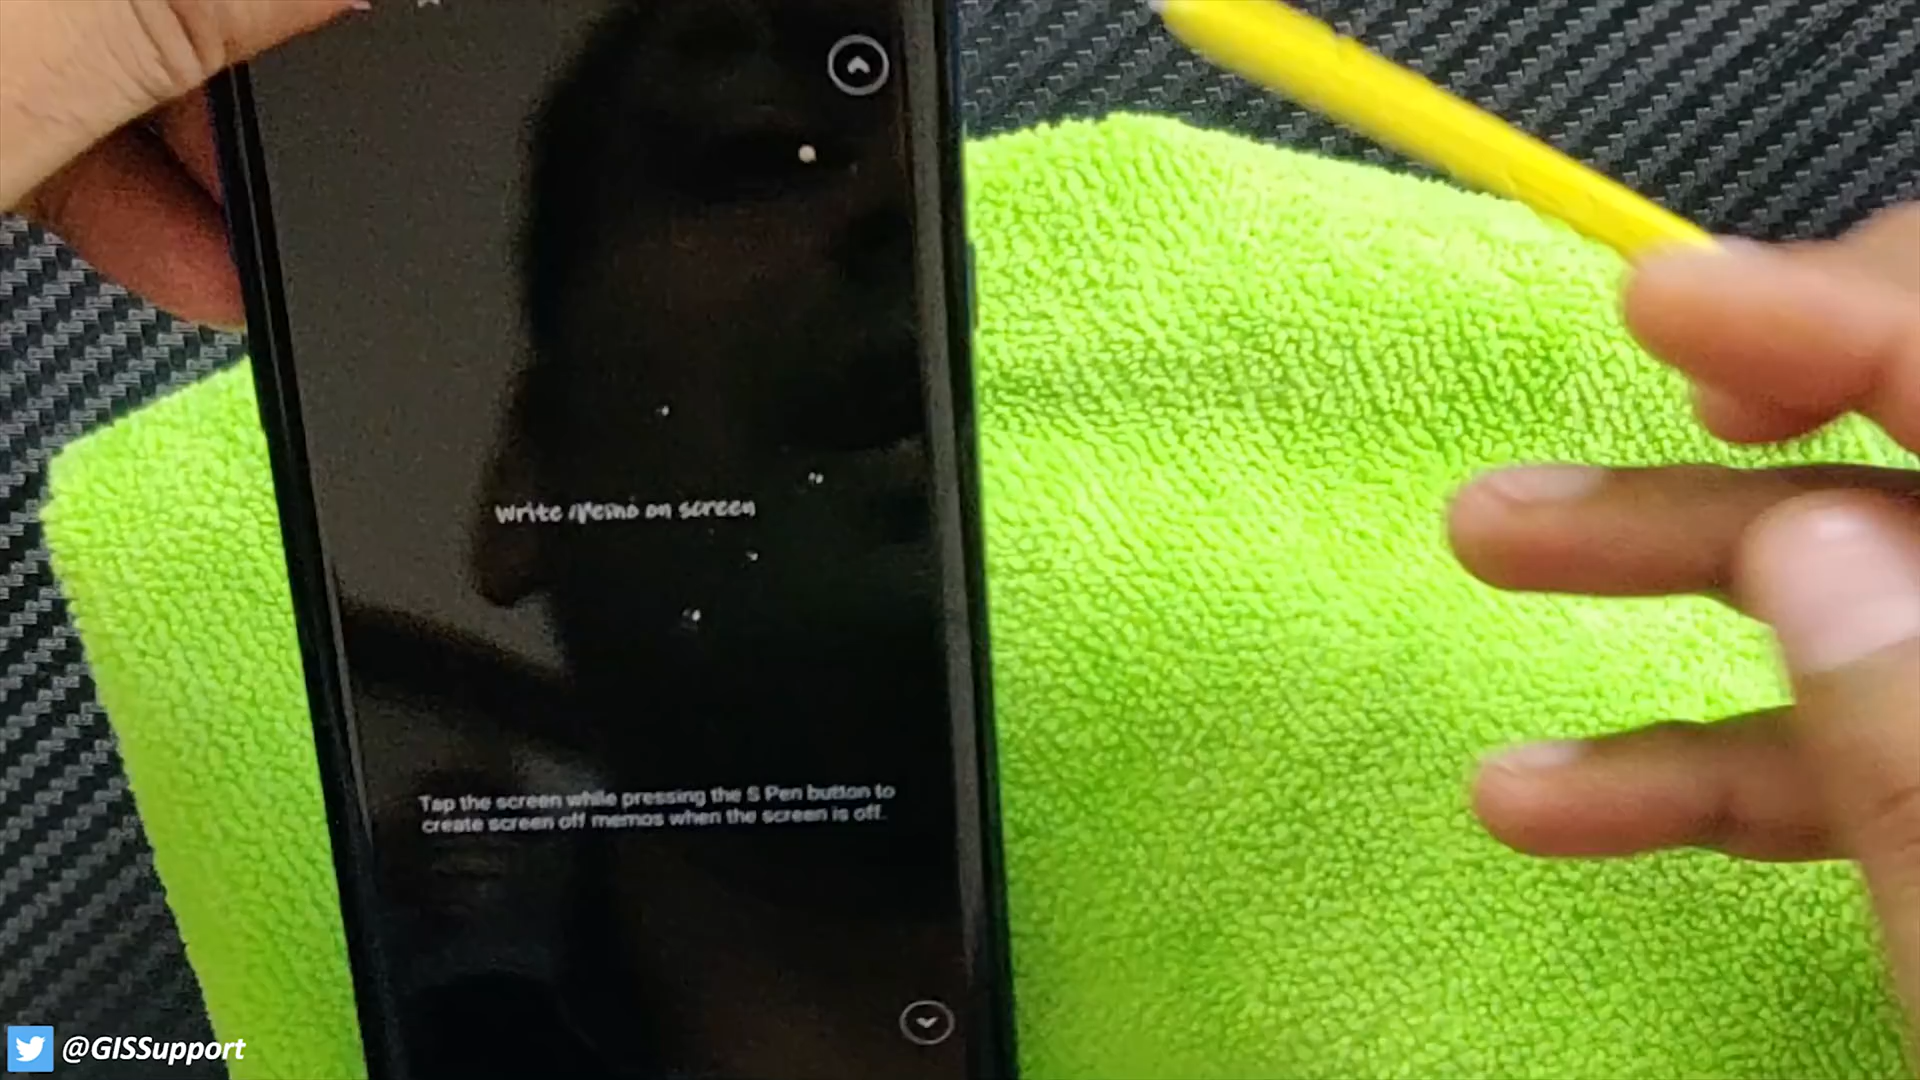 Write Memo on screen
Tap the screen while pressing the S Pen button to
create screen off memos when the screen is off.
@GISSupport